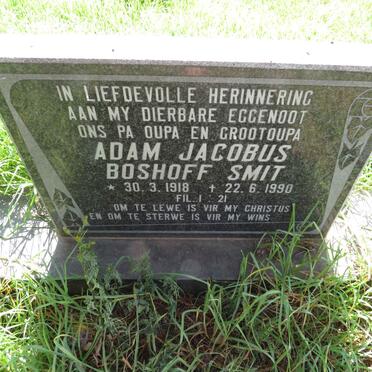 IN LIEFDEVOLLE HERINNERING
AAN MY DIERBARE EGGENOOT
ONS PA OUPA EN GROOTOUPA
ADAM JACOBUS
BOSHOFF SMIT
* 30. 3. 1918 + 22. 6. 1990
FIL. 1 : 21
OM TE LEWE IS VIR MY CHRISTUS
EN OM TE STERWE IS VIR MY WINS